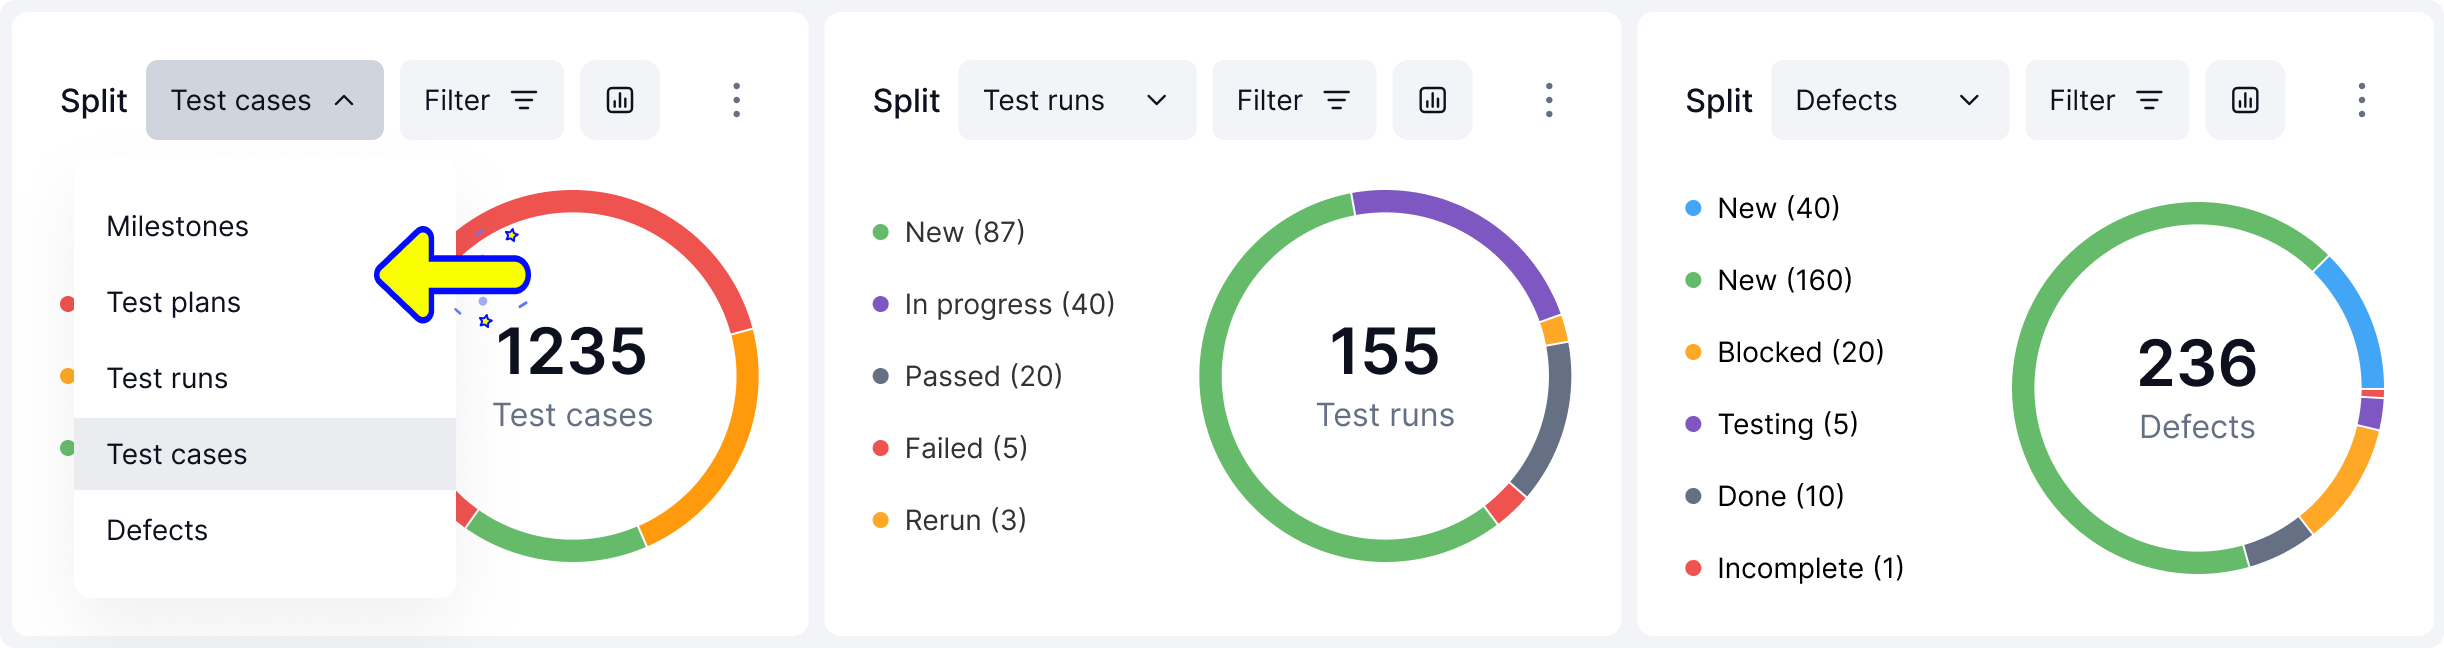 Split
Test cases
Filter
Milestones
Test plans
Test runs
Test cases
Defects
1235
Test cases
Split
Test runs
Filter
New (87)
In progress (40)
Passed (20)
Failed (5)
Rerun (3)
155
Test runs
Split
Defects
Filter
New (40)
New (160)
Blocked (20)
Testing (5)
Done (10)
Incomplete (1)
236
Defects